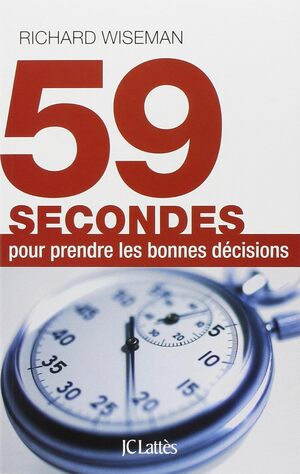 RICHARD WISEMAN
59
SECONDES
pour prendre les bonnes décisions
JC Lattès